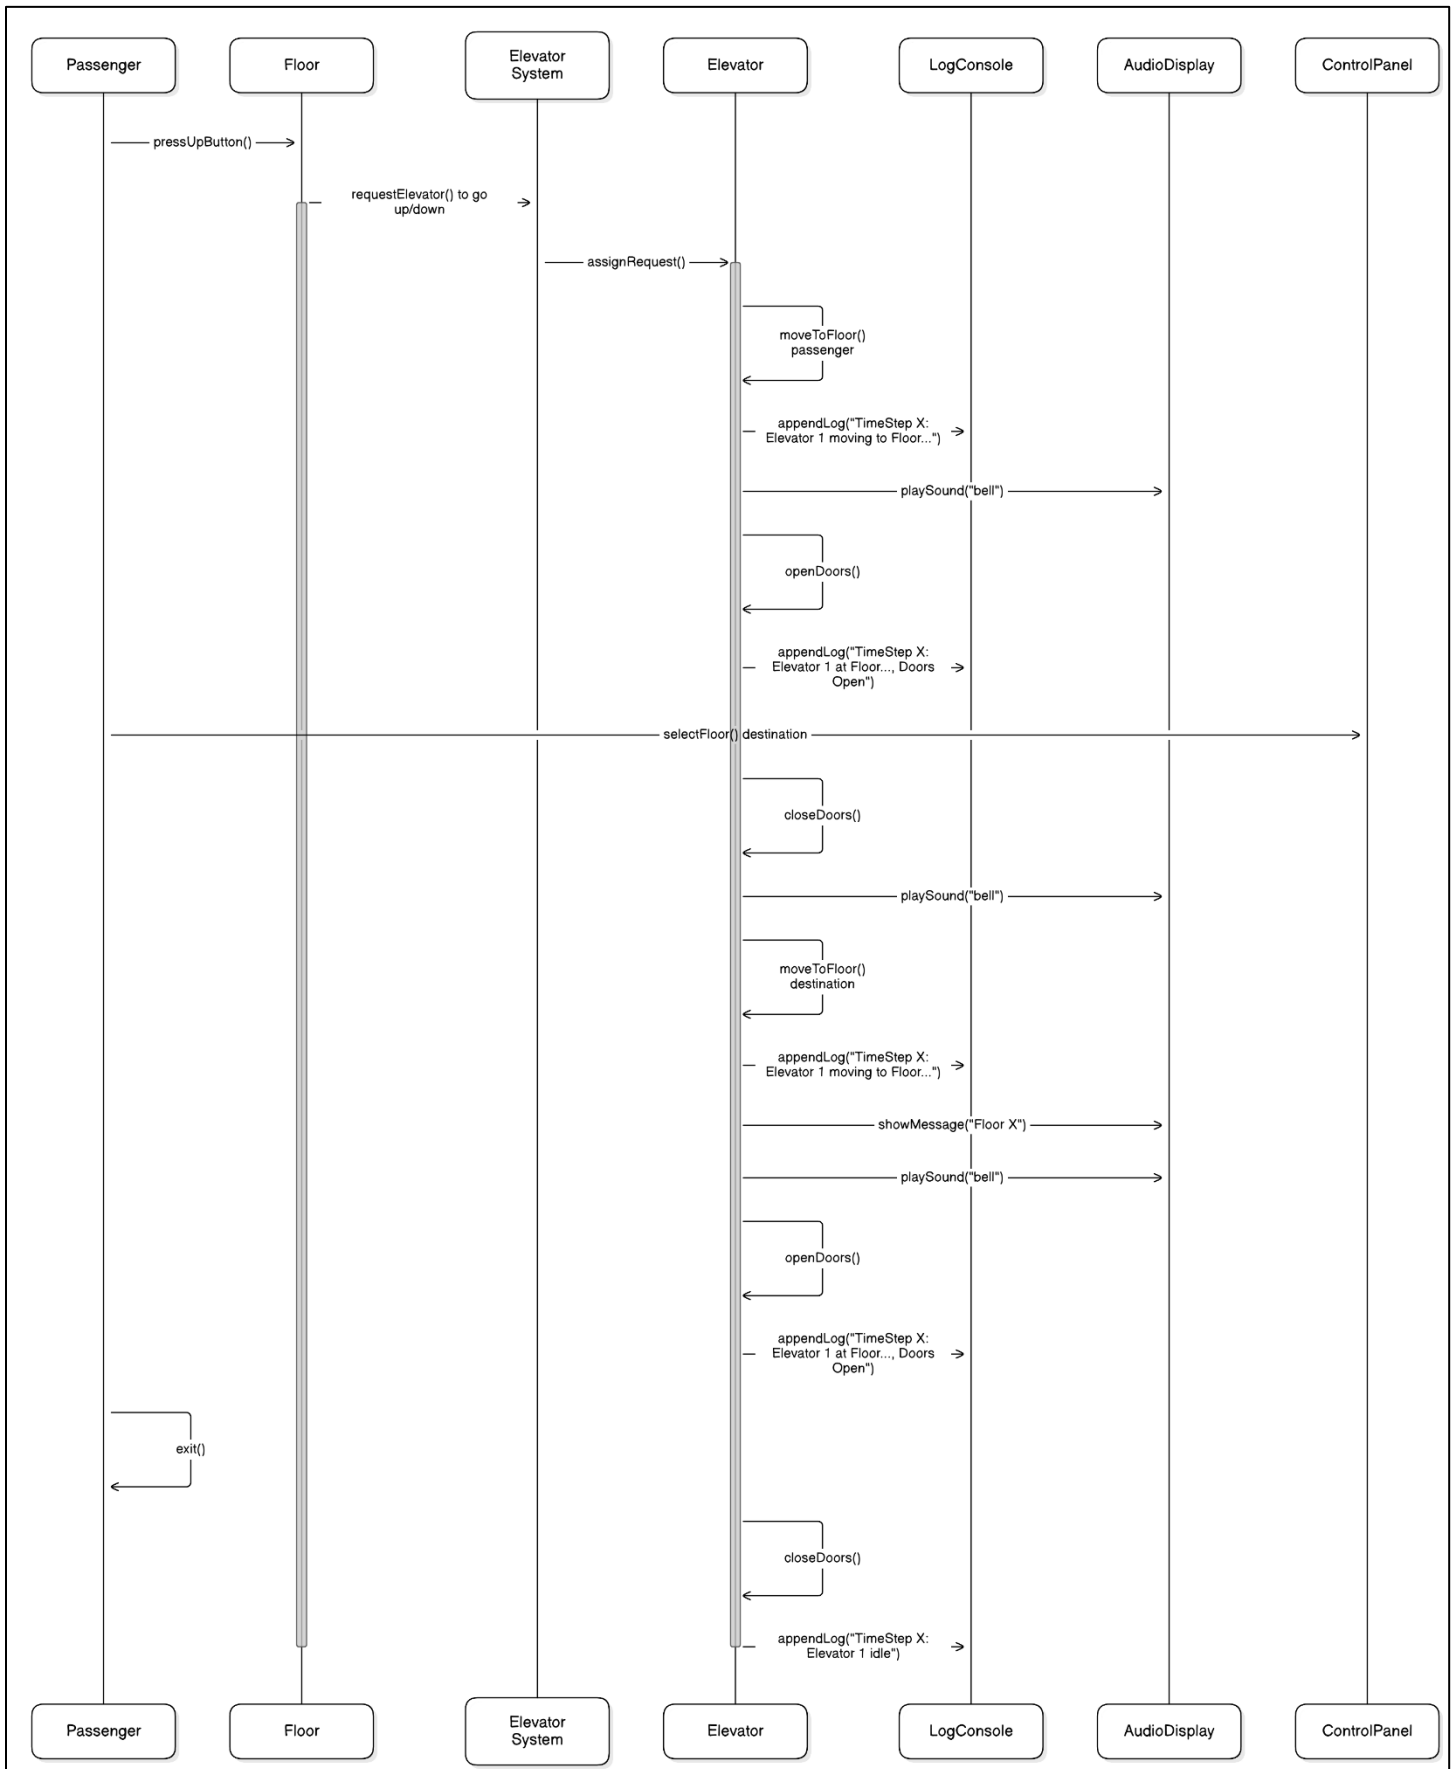 Passenger
Floor
Elevator
System
Elevator
LogConsole
AudioDisplay
ControlPanel
pressUpButton()
requestElevator() to go
up/down
assignRequest()
moveToFloor()
passenger
appendLog("TimeStep X:
Elevator 1 moving to Floor...")
playSound("bell")
openDoors()
appendLog("TimeStep X:
Elevator 1 at Floor..., Doors
Open")
selectFloor() destination
closeDoors()
playSound("bell")
moveToFloor()
destination
appendLog("TimeStep X:
Elevator 1 moving to Floor...")
showMessage("Floor X")
playSound("bell")
openDoors()
appendLog("TimeStep X:
Elevator 1 at Floor..., Doors
Open")
exit()
closeDoors()
appendLog("TimeStep X:
Elevator 1 idle")
Passenger
Floor
Elevator
System
Elevator
LogConsole
AudioDisplay
ControlPanel